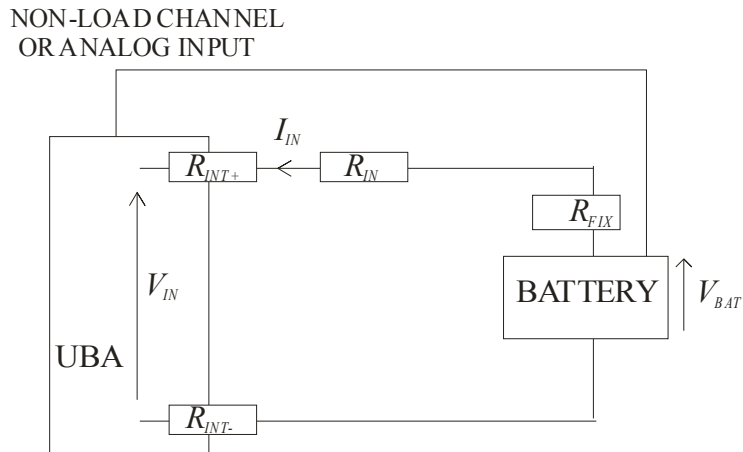 NON-LOAD CHANNEL
OR ANALOG INPUT
I_IN
R_INT+
R_IN
R_FIX
V_IN
BATTERY
V_BAT
UBA
R_INT-